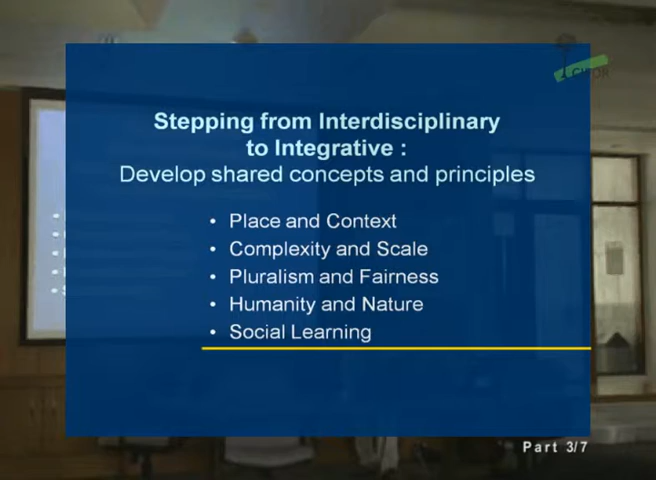 CIFOR
Stepping from Interdisciplinary
to Integrative :
Develop shared concepts and principles
• Place and Context
• Complexity and Scale
• Pluralism and Fairness
• Humanity and Nature
• Social Learning
Part 3/7